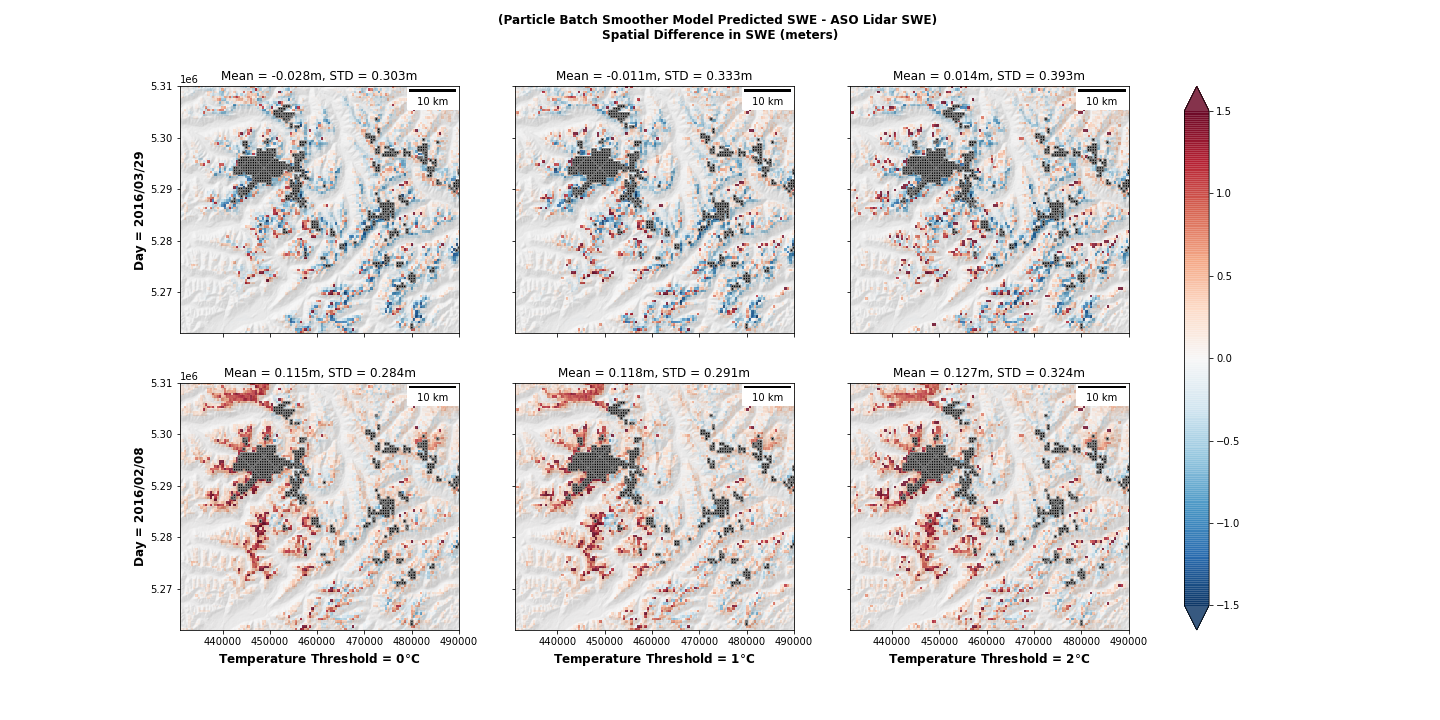 (Particle Batch Smoother Model Predicted SWE - ASO Lidar SWE)
Spatial Difference in SWE (meters)
Mean = -0.028m, STD = 0.303m
Mean = -0.011m, STD = 0.333m
Mean = 0.014m, STD = 0.393m
1e6
5.31
5.30
5.29
5.28
5.27
Day = 2016/03/29
10 km
10 km
10 km
Mean = 0.115m, STD = 0.284m
Mean = 0.118m, STD = 0.291m
Mean = 0.127m, STD = 0.324m
1e6
5.31
5.30
5.29
5.28
5.27
Day = 2016/02/08
10 km
10 km
10 km
440000 450000 460000 470000 480000 490000
440000 450000 460000 470000 480000 490000
440000 450000 460000 470000 480000 490000
Temperature Threshold = 0°C
Temperature Threshold = 1°C
Temperature Threshold = 2°C
1.5
1.0
0.5
0.0
−0.5
−1.0
−1.5